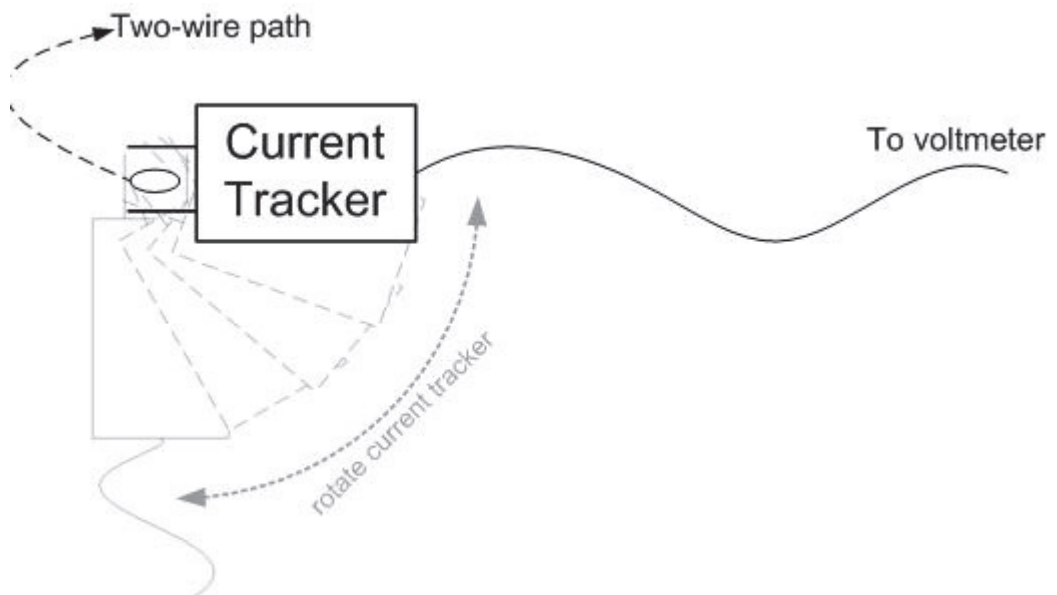 Two-wire path
Current
Tracker
To voltmeter
rotate current tracker